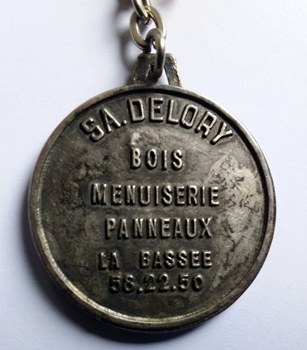 SA. DELORY
BOIS
MENUISERIE
PANNEAUX
LA BASSEE
58.22.50